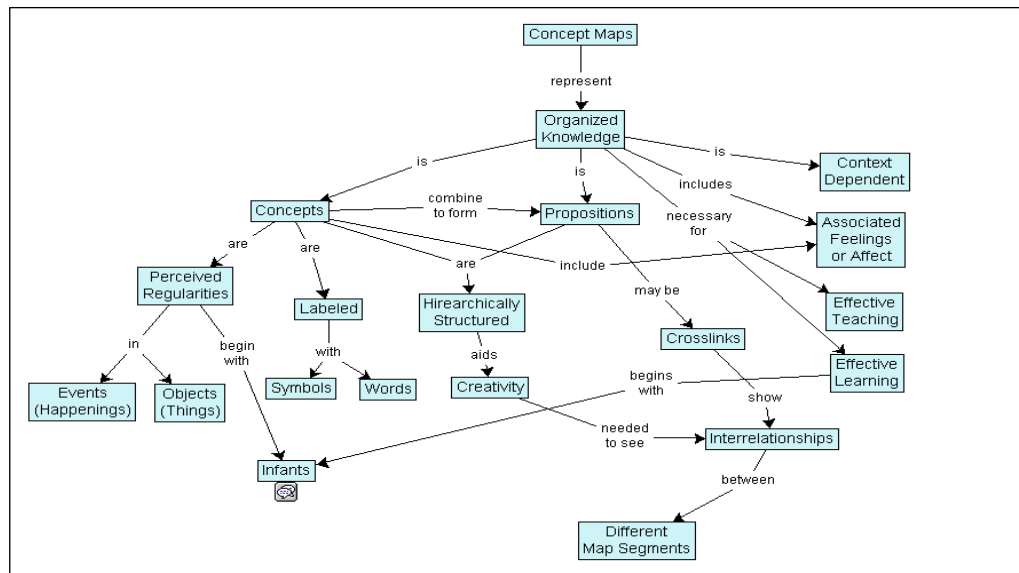 Concept Maps
represent
Organized
Knowledge
is
is
is
Context
Dependent
includes
combine
to form
necessary
for
Concepts
Propositions
Associated
Feelings
or Affect
are
are
are
include
Perceived
Regularities
may be
Labeled
Hirearchically
Structured
Effective
Teaching
in
begin
with
with
aids
Crosslinks
Effective
Learning
Events
(Happenings)
Objects
(Things)
Symbols
Words
Creativity
begins
with
show
needed
to see
Interrelationships
Infants
between
Different
Map Segments